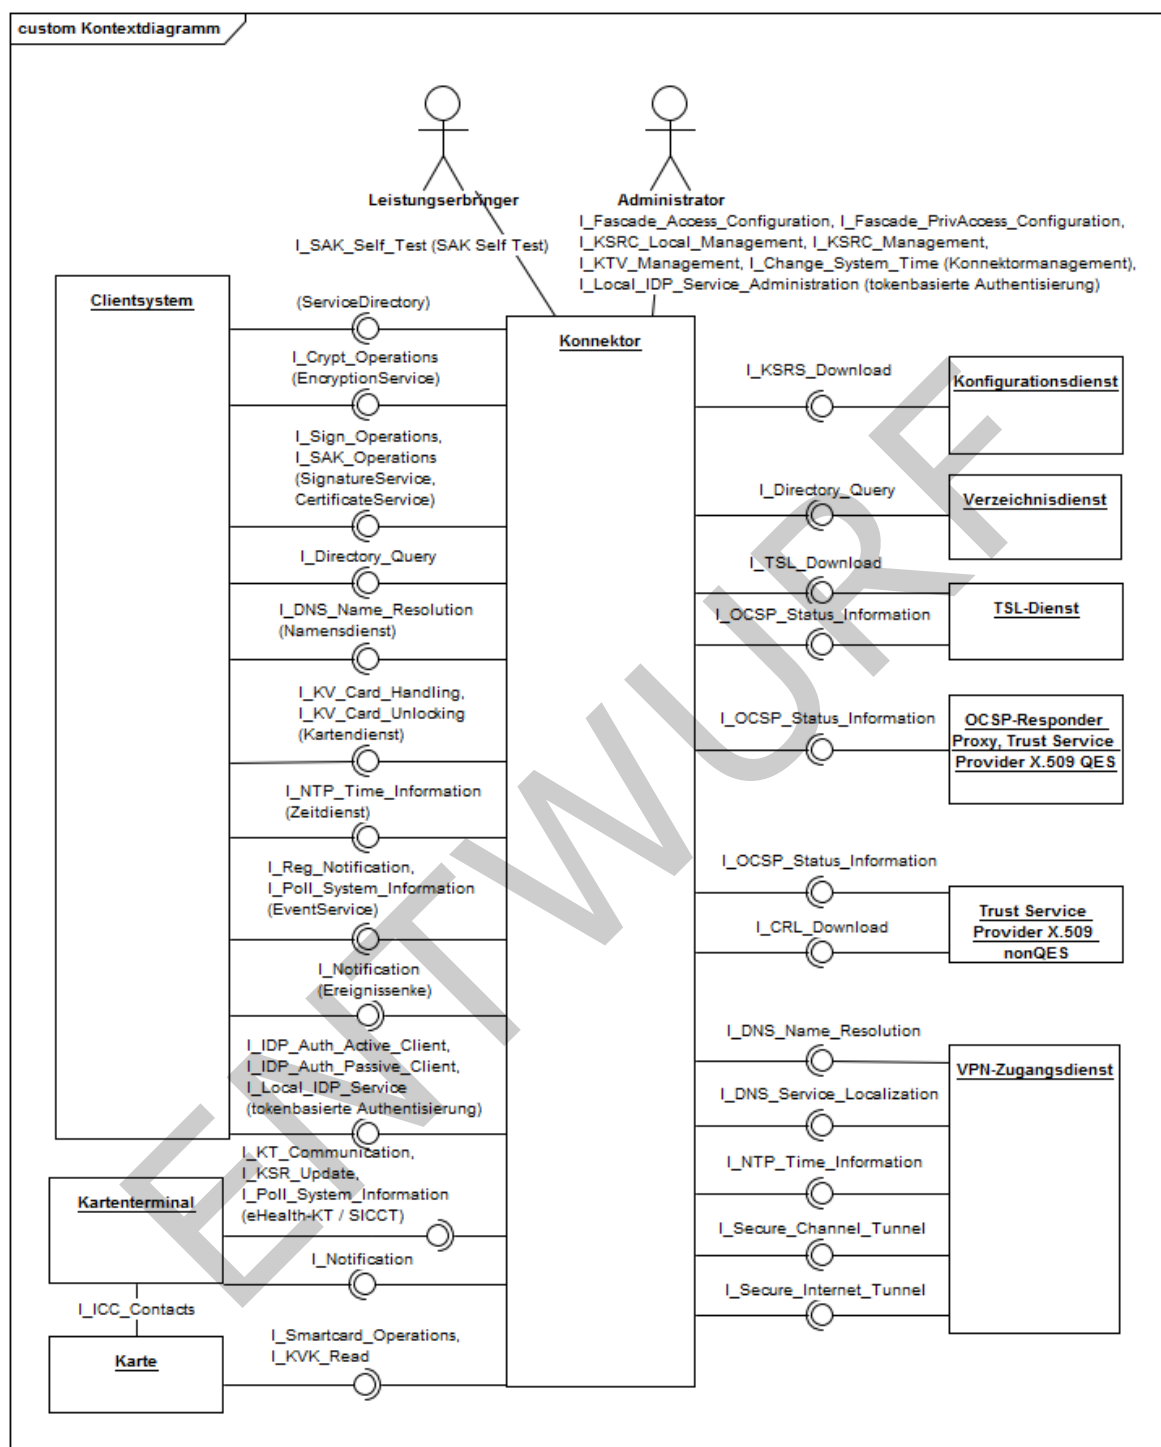 custom Kontextdiagramm
Leistungserbringer
Administrator
I_SAK_Self_Test (SAK Self Test)
I_Fascade_Access_Configuration, I_Fascade_PrivAccess_Configuration,
I_KSRC_Local_Management, I_KSRC_Management,
I_KTV_Management, I_Change_System_Time (Konnektormanagement),
I_Local_IDP_Service_Administration (tokenbasierte Authentisierung)
Clientsystem
(ServiceDirectory)
I_Crypt_Operations
(EncryptionService)
I_Sign_Operations,
I_SAK_Operations
(SignatureService,
CertificateService)
I_Directory_Query
I_DNS_Name_Resolution
(Namensdienst)
I_KV_Card_Handling,
I_KV_Card_Unlocking
(Kartendienst)
I_NTP_Time_Information
(Zeitdienst)
I_Reg_Notification,
I_Poll_System_Information
(EventService)
I_Notification
(Ereignissenke)
I_IDP_Auth_Active_Client,
I_IDP_Auth_Passive_Client,
I_Local_IDP_Service
(tokenbasierte Authentisierung)
Kartenterminal
I_KT_Communication,
I_KSR_Update,
I_Poll_System_Information
(eHealth-KT / SICCT)
I_Notification
I_ICC_Contacts
Karte
I_Smartcard_Operations,
I_KVK_Read
Konnektor
I_KSRS_Download
Konfigurationsdienst
I_Directory_Query
Verzeichnisdienst
I_TSL_Download
I_OCSP_Status_Information
TSL-Dienst
I_OCSP_Status_Information
OCSP-Responder
Proxy, Trust Service
Provider X.509 QES
I_OCSP_Status_Information
I_CRL_Download
Trust Service
Provider X.509
nonQES
I_DNS_Name_Resolution
I_DNS_Service_Localization
I_NTP_Time_Information
I_Secure_Channel_Tunnel
I_Secure_Internet_Tunnel
VPN-Zugangsdienst
ENTWURF